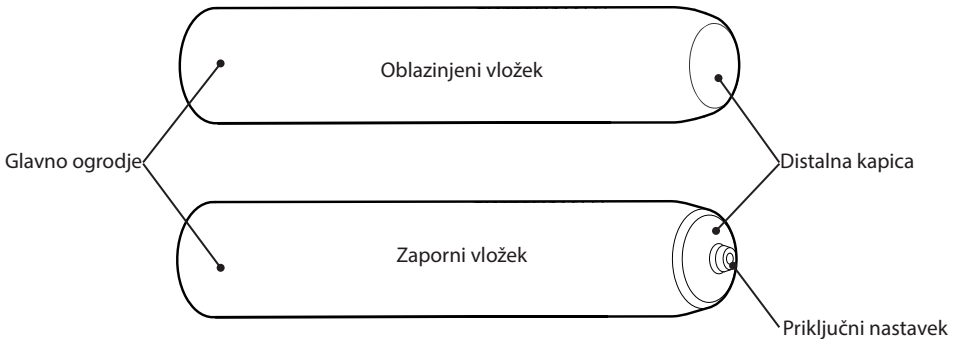 Oblazinjeni vložek
Glavno ogrodje
Distalna kapica
Zaporni vložek
Priključni nastavek